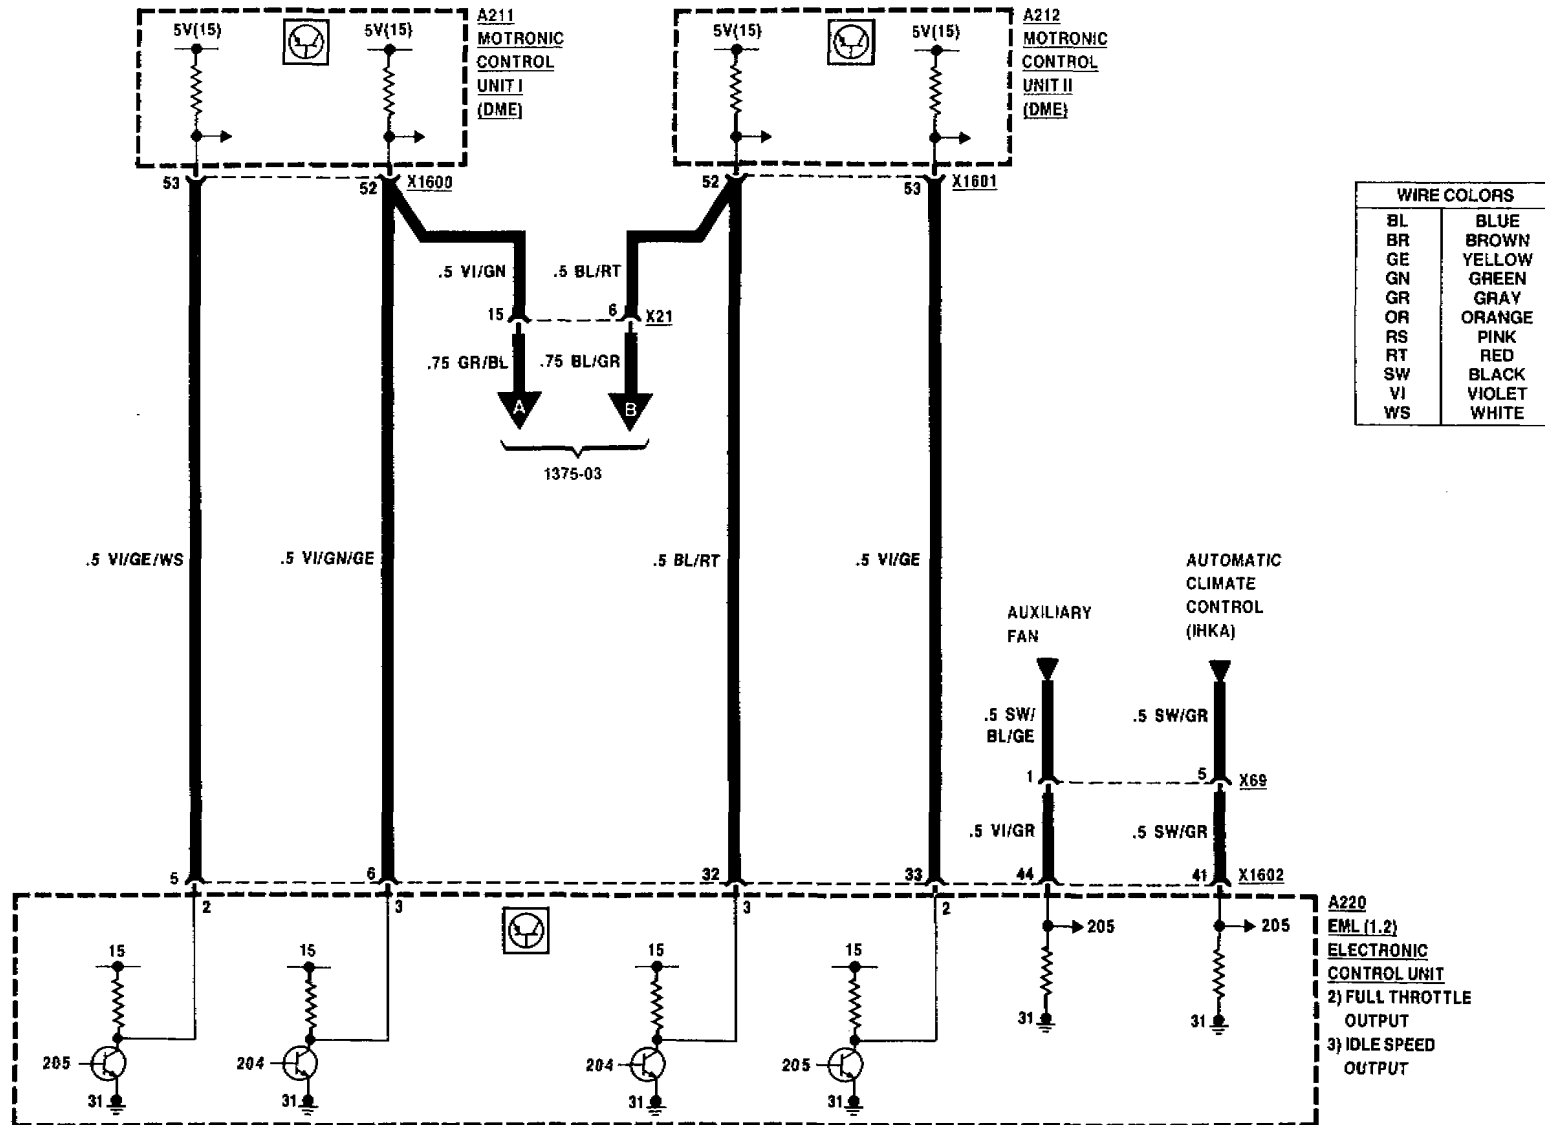 5V(15)
5V(15)
A211
MOTRONIC
CONTROL
UNIT I
(DME)
5V(15)
5V(15)
A212
MOTRONIC
CONTROL
UNIT II
(DME)
53
52
X1600
52
53
X1601
WIRE COLORS
BL BLUE
BR BROWN
GE YELLOW
GN GREEN
GR GRAY
OR ORANGE
RS PINK
RT RED
SW BLACK
VI VIOLET
WS WHITE
.5 VI/GN
.5 BL/RT
15
6
X21
.75 GR/BL
.75 BL/GR
A
B
1375-03
.5 VI/GE/WS
.5 VI/GN/GE
.5 BL/RT
.5 VI/GE
AUXILIARY
FAN
AUTOMATIC
CLIMATE
CONTROL
(IHKA)
.5 SW/
BL/GE
.5 SW/GR
1
5
X69
.5 VI/GR
.5 SW/GR
5
6
32
33
44
41
X1602
2
3
3
2
205
205
A220
EML (1.2)
ELECTRONIC
CONTROL UNIT
2) FULL THROTTLE
OUTPUT
3) IDLE SPEED
OUTPUT
15
15
15
15
31
31
205
204
204
205
31
31
31
31